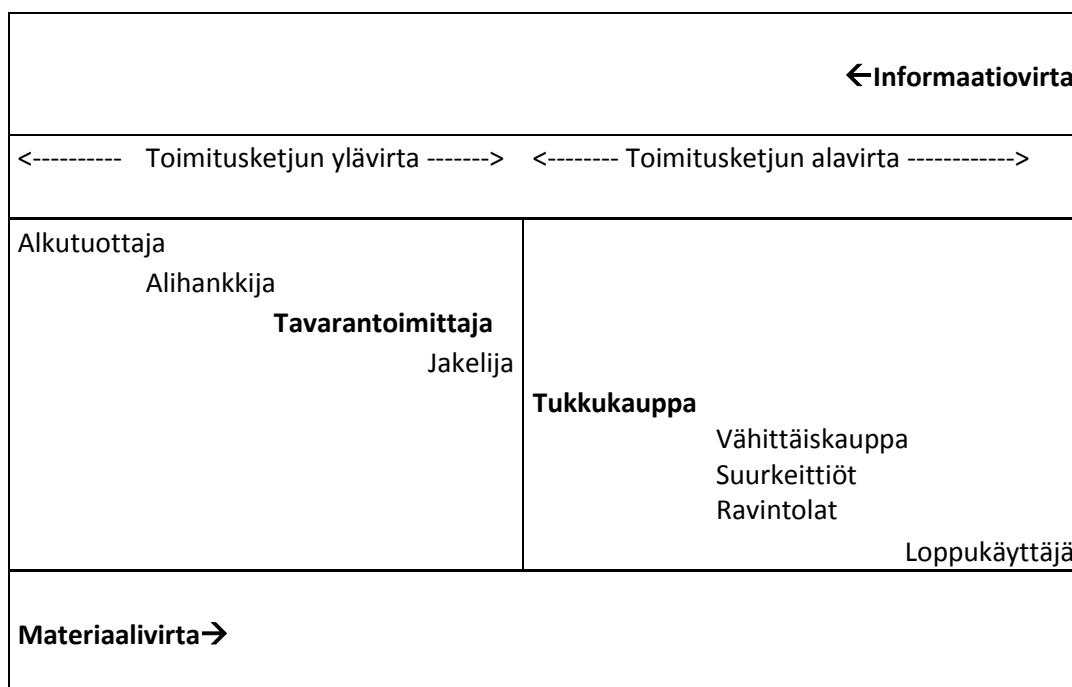 ←Informaatiovirta
<---------- Toimitusketjun ylävirta -------> <-------- Toimitusketjun alavirta ------------>
Alkutuottaja
Alihankkija
Tavarantoimittaja
Jakelija
Tukkukauppa
Vähittäiskauppa
Suurkeittiöt
Ravintolat
Loppukäyttäjä
Materiaalivirta→